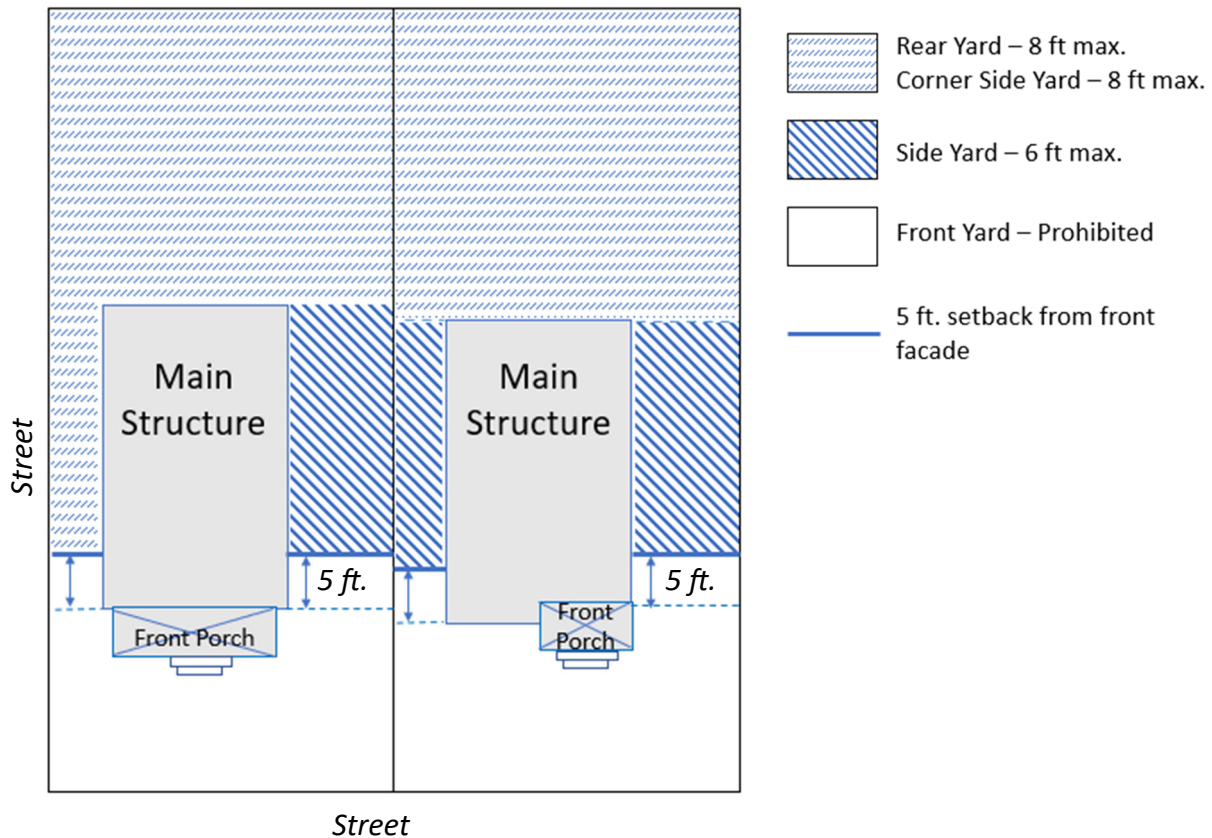 Rear Yard – 8 ft max.
Corner Side Yard – 8 ft max.
Side Yard – 6 ft max.
Front Yard – Prohibited
5 ft. setback from front
facade
Main
Structure
Main
Structure
Street
5 ft.
5 ft.
Front Porch
Front
Porch
Street